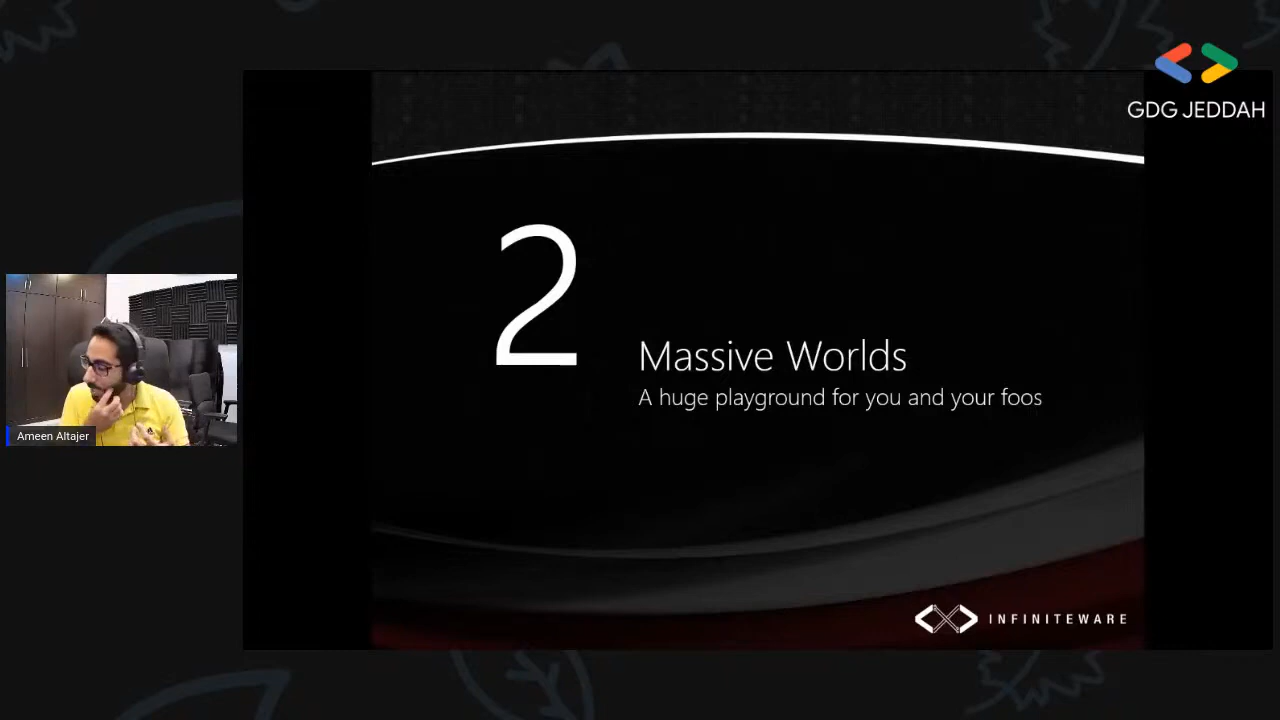 GDG JEDDAH
2
Massive Worlds
A huge playground for you and your foos
Ameen Altajer
INFINITEWARE